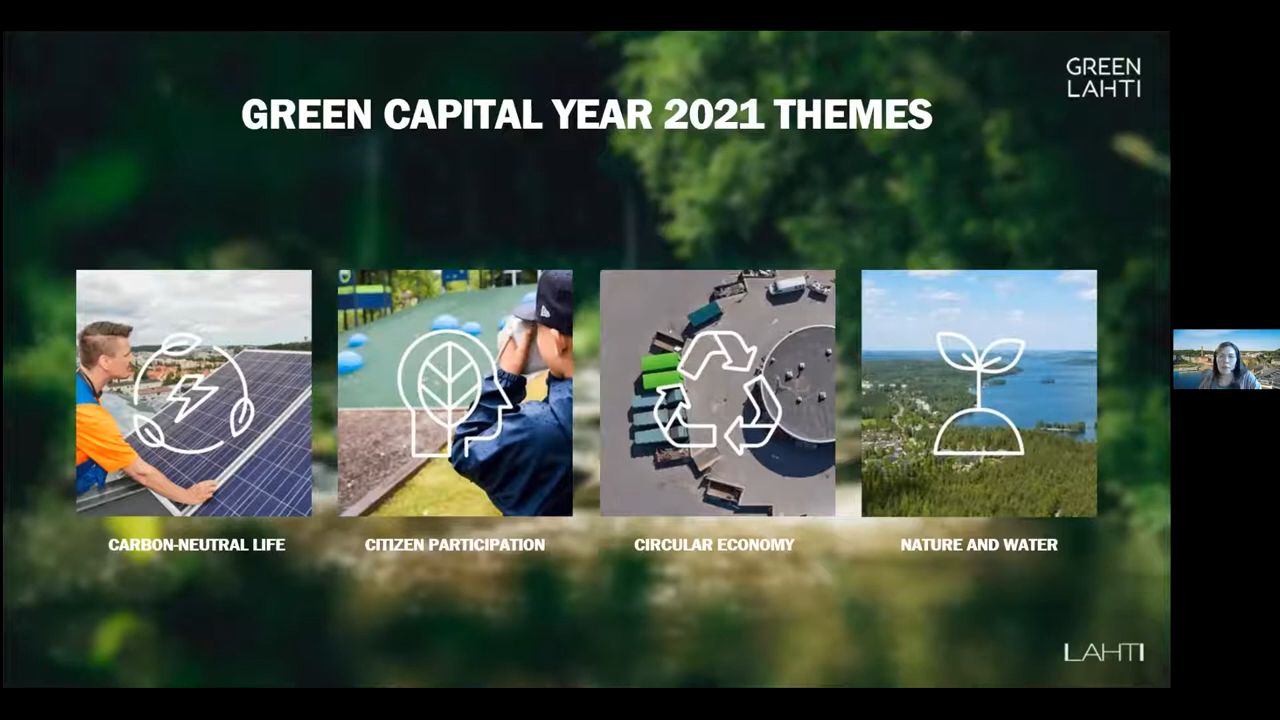 GREEN
LAHTI
GREEN CAPITAL YEAR 2021 THEMES
CARBON-NEUTRAL LIFE
CITIZEN PARTICIPATION
CIRCULAR ECONOMY
NATURE AND WATER
LAHTI